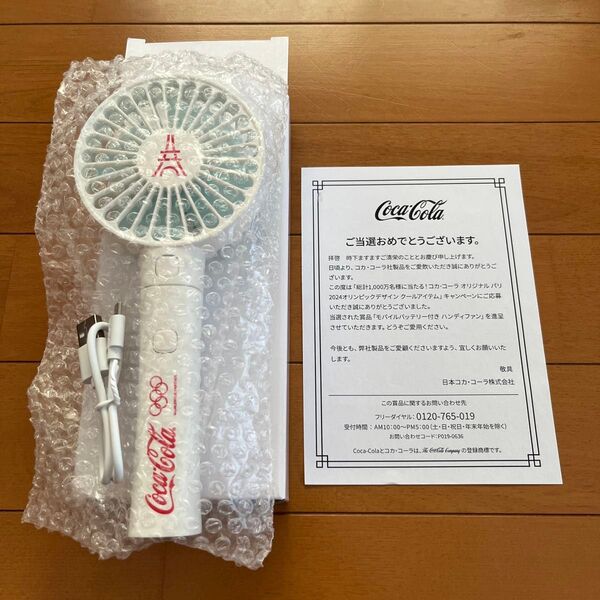 Coca-Cola
Coca-Cola
ご当選おめでとうございます。
拝啓　時下ますますご清栄のこととお慶び申し上げます。
日頃より、コカ・コーラ社製品をご愛飲いただき誠にありがとうござ
います。
この度は「総計1,000万名様に当たる！コカ・コーラ オリジナル パリ
2024オリンピックデザイン クールアイテム」キャンペーンにご応募
いただき誠にありがとうございました。
当選された賞品「モバイルバッテリー付き ハンディファン」を進呈
させていただきます。どうぞご愛用ください。
今後とも、弊社製品をご愛顧くださいますよう、宜しくお願いいた
します。
敬具
日本コカ・コーラ株式会社
この賞品に関するお問い合わせ先
フリーダイヤル：0120-765-019
受付時間：AM10：00〜PM5：00（土・日・祝日・年末年始を除く）
お問い合わせコード：P019-0636
Coca-Colaとコカ・コーラは、The Coca-Cola Companyの登録商標です。